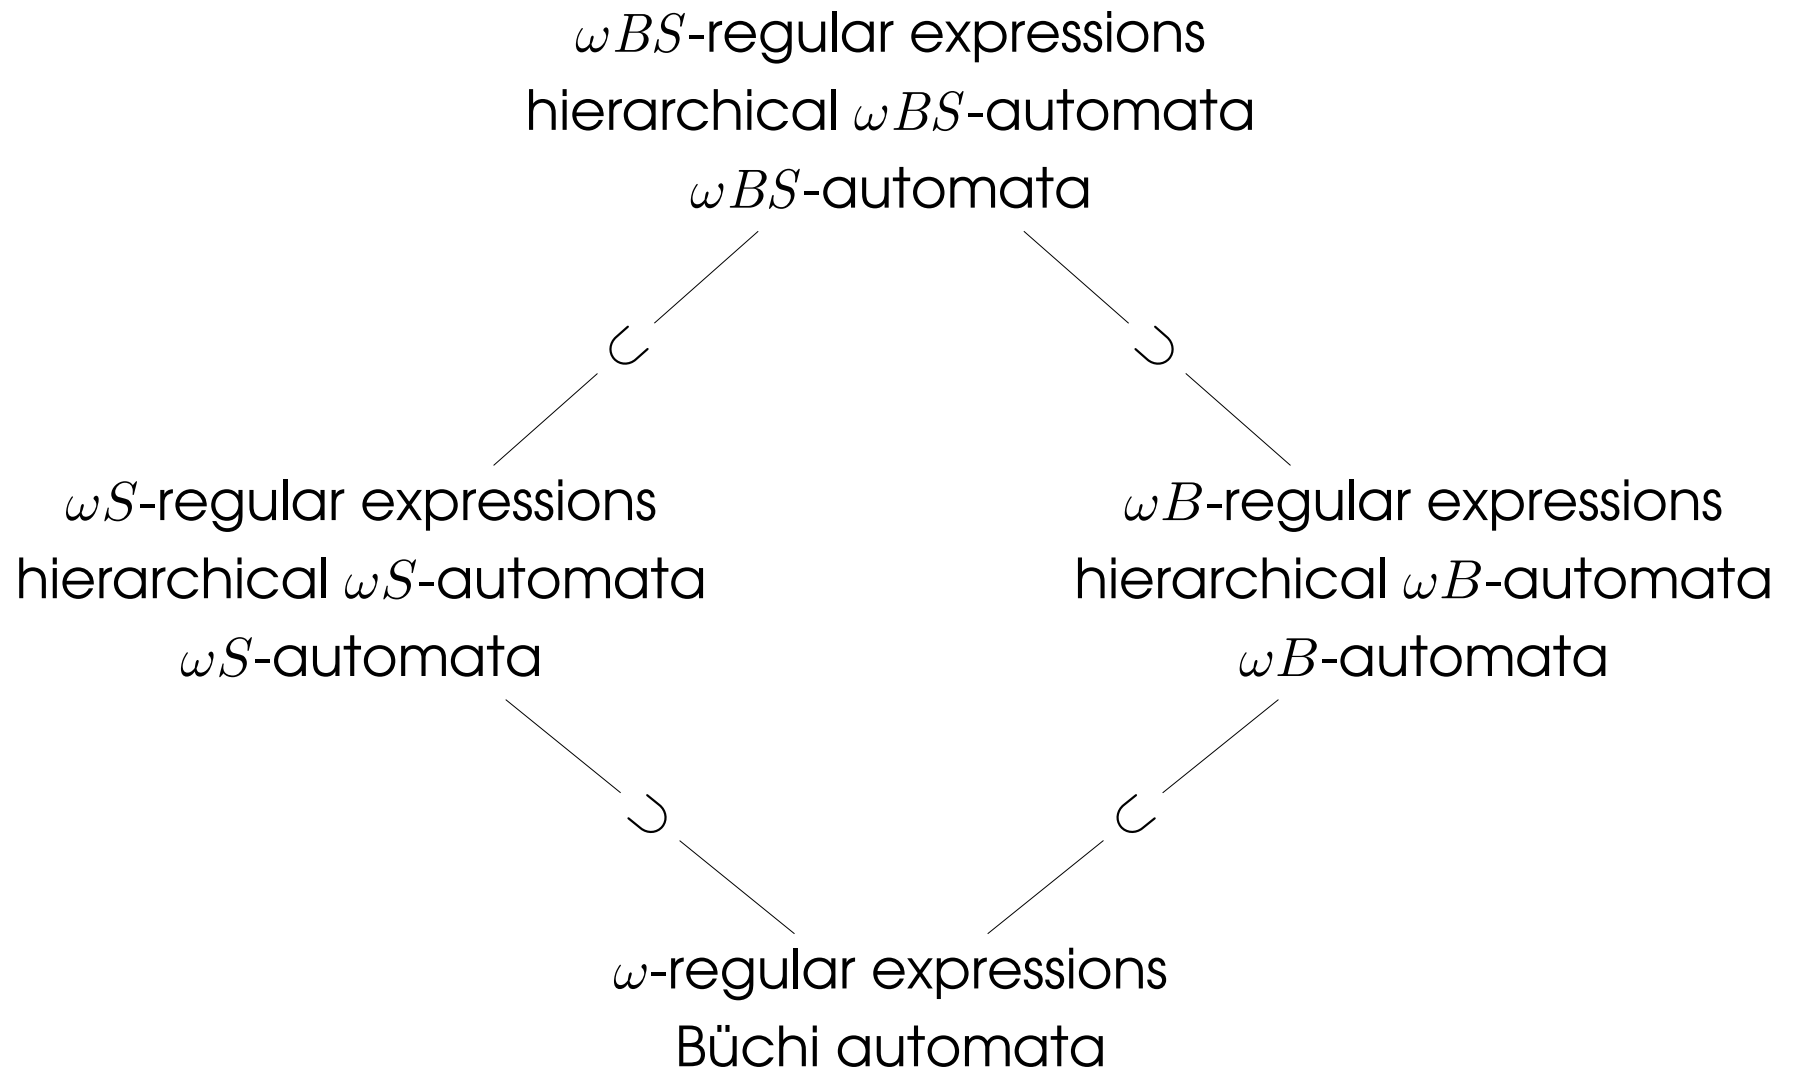 ωBS-regular expressions
hierarchical ωBS-automata
ωBS-automata
⊂
⊂
ωS-regular expressions
hierarchical ωS-automata
ωS-automata
ωB-regular expressions
hierarchical ωB-automata
ωB-automata
⊂
⊂
ω-regular expressions
Büchi automata